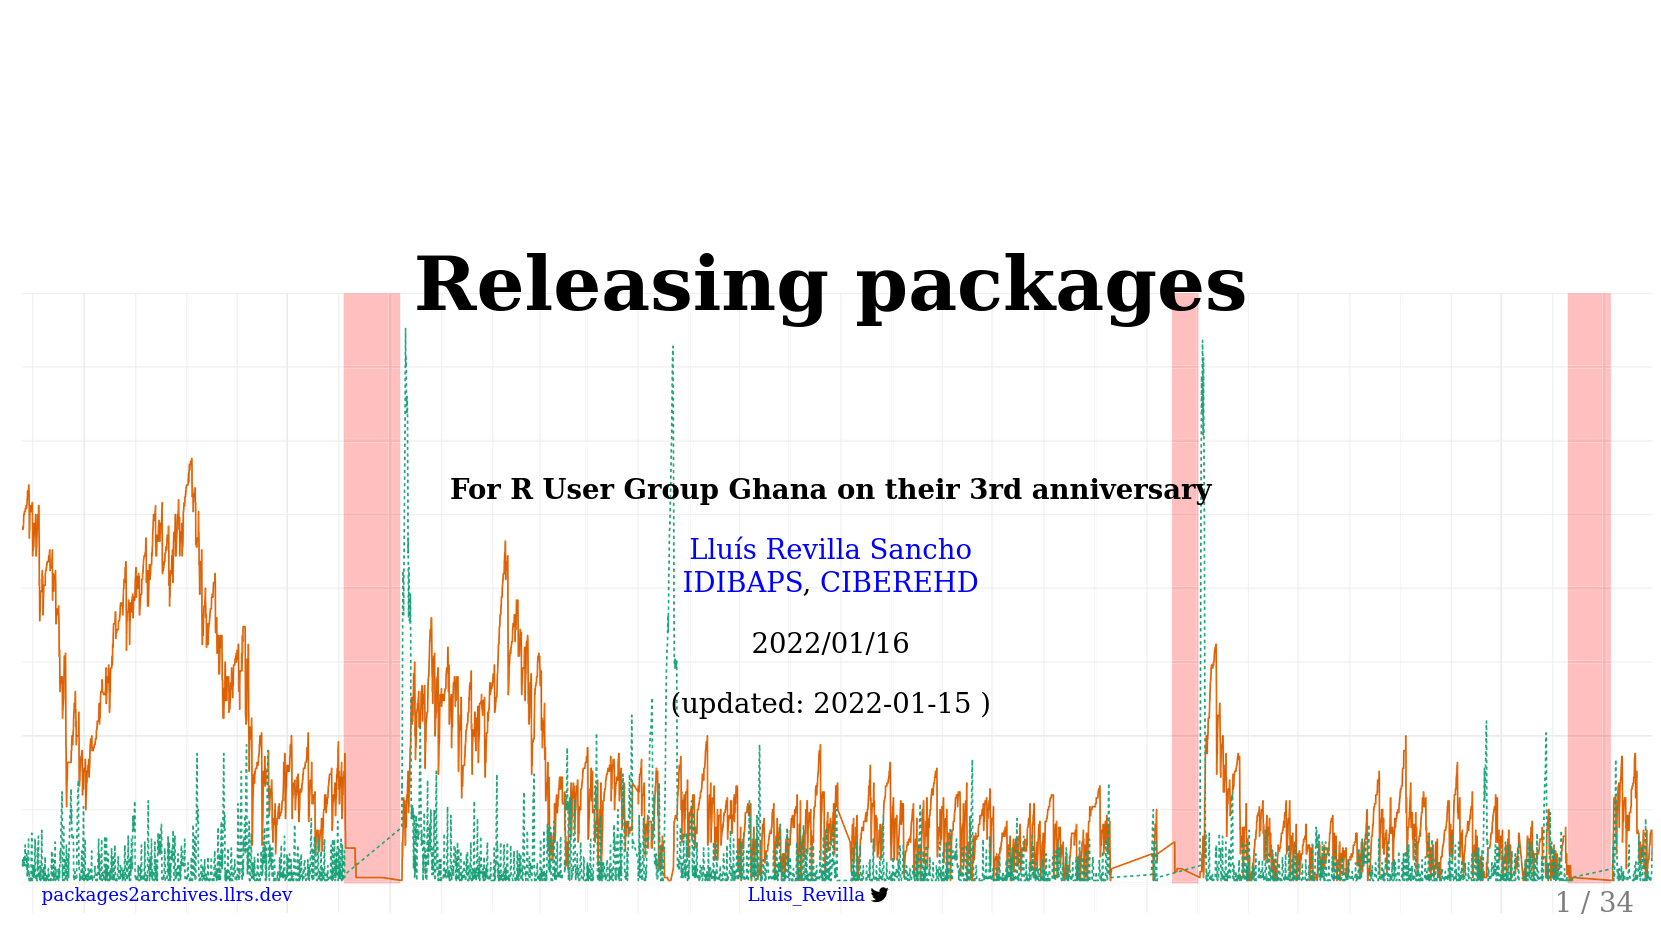 Releasing packages
For R User Group Ghana on their 3rd anniversary
Lluís Revilla Sancho
IDIBAPS, CIBEREHD
2022/01/16
(updated: 2022-01-15 )
packages2archives.llrs.dev
Lluis_Revilla
1 / 34